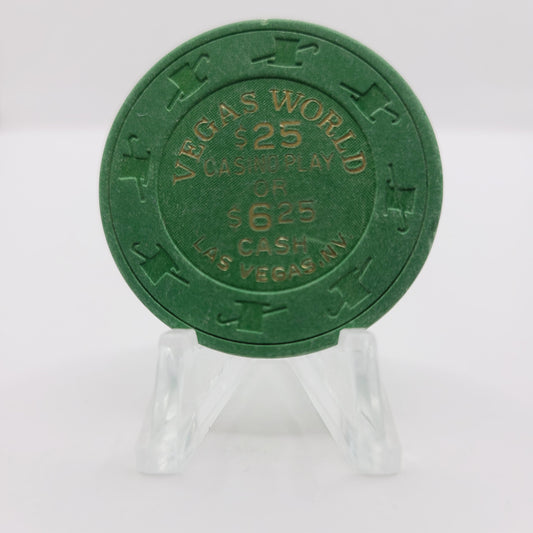 VEGAS WORLD
$25
CASINO PLAY
OR
$6.25
CASH
LAS VEGAS, NV.